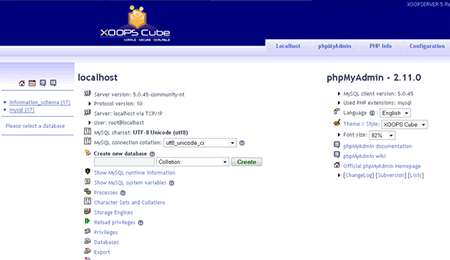 XOOPSERVER 5 RA
XOOPS Cube
SIMPLE - SECURE - SCALABLE
Localhost
phpMyAdmin
PHP Info
Configuration
information_schema (17)
mysql (17)
Please select a database
localhost
Server version: 5.0.45-community-nt
Protocol version: 10
Server: localhost via TCP/IP
User: root@localhost
MySQL charset: UTF-8 Unicode (utf8)
MySQL connection collation: utf8_unicode_ci
Create new database
Collation
Create
Show MySQL runtime information
Show MySQL system variables
Processes
Character Sets and Collations
Storage Engines
Reload privileges
Privileges
Databases
Export
phpMyAdmin - 2.11.0
MySQL client version: 5.0.45
Used PHP extensions: mysql
Language : English
Theme / Style: XOOPS Cube
Font size: 82%
phpMyAdmin documentation
phpMyAdmin wiki
Official phpMyAdmin Homepage
[ChangeLog] [Subversion] [Lists]